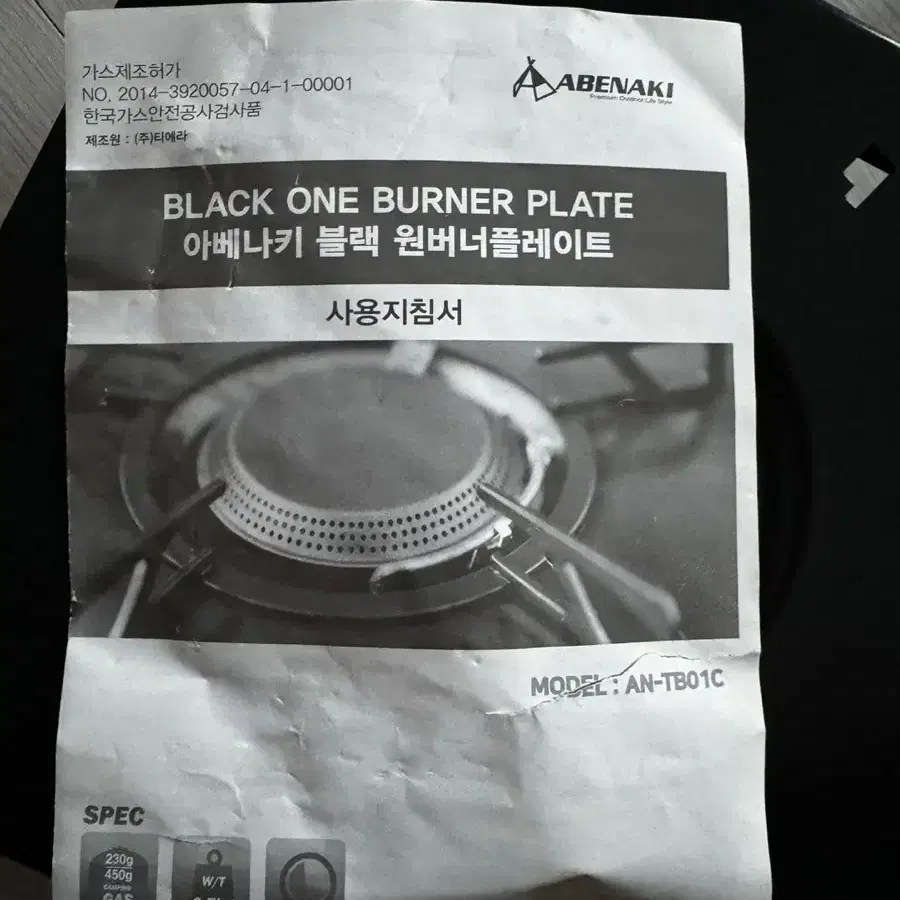 가스제조허가
NO. 2014-3920057-04-1-00001
한국가스안전공사검사품
제조원 : (주)티에라
ABENAKI
Premium Outdoor Life Style
BLACK ONE BURNER PLATE
아베나키 블랙 원버너플레이트
사용지침서
MODEL : AN-TB01C
SPEC
230g
450g
CAMPING
GAS
W/T